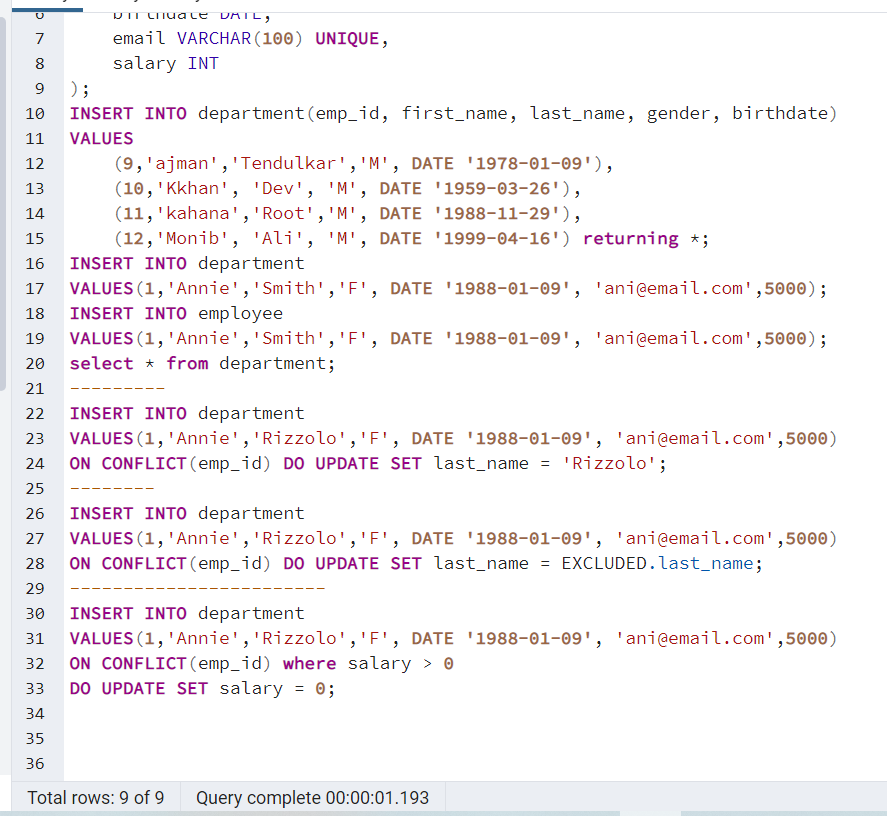 6 birthdate DATE,
7 email VARCHAR(100) UNIQUE,
8 salary INT
9 );
10 INSERT INTO department(emp_id, first_name, last_name, gender, birthdate)
11 VALUES
12 (9,'ajman','Tendulkar','M', DATE '1978-01-09'),
13 (10,'Kkhan', 'Dev', 'M', DATE '1959-03-26'),
14 (11,'kahana','Root','M', DATE '1988-11-29'),
15 (12,'Monib', 'Ali', 'M', DATE '1999-04-16') returning *;
16 INSERT INTO department
17 VALUES(1,'Annie','Smith','F', DATE '1988-01-09', 'ani@email.com',5000);
18 INSERT INTO employee
19 VALUES(1,'Annie','Smith','F', DATE '1988-01-09', 'ani@email.com',5000);
20 select * from department;
21 ---------
22 INSERT INTO department
23 VALUES(1,'Annie','Rizzolo','F', DATE '1988-01-09', 'ani@email.com',5000)
24 ON CONFLICT(emp_id) DO UPDATE SET last_name = 'Rizzolo';
25 --------
26 INSERT INTO department
27 VALUES(1,'Annie','Rizzolo','F', DATE '1988-01-09', 'ani@email.com',5000)
28 ON CONFLICT(emp_id) DO UPDATE SET last_name = EXCLUDED.last_name;
29 ------------------------
30 INSERT INTO department
31 VALUES(1,'Annie','Rizzolo','F', DATE '1988-01-09', 'ani@email.com',5000)
32 ON CONFLICT(emp_id) where salary > 0
33 DO UPDATE SET salary = 0;
34
35
36
Total rows: 9 of 9 Query complete 00:00:01.193